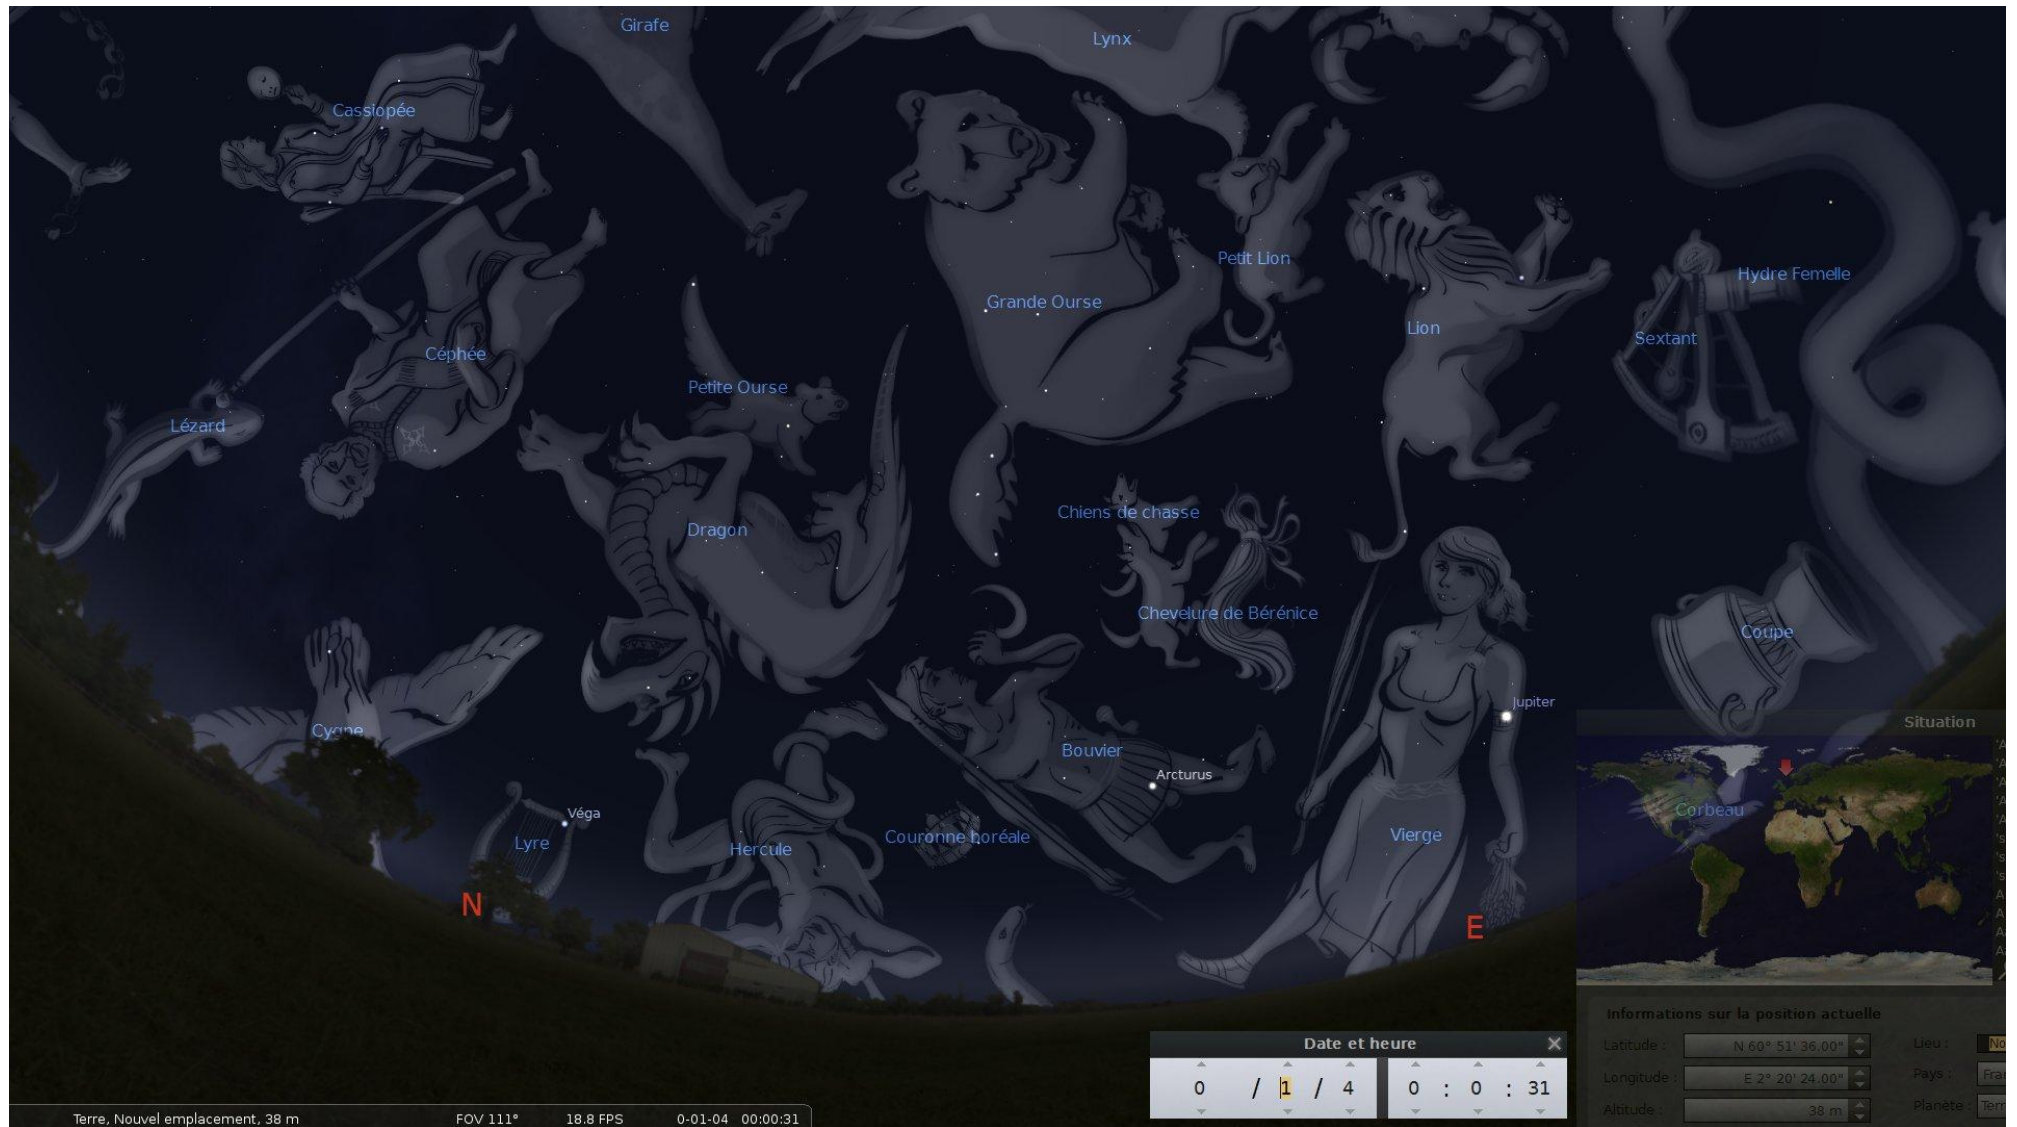 Girafe
Lynx
Cassiopée
Petit Lion
Hydre Femelle
Grande Ourse
Lion
Sextant
Céphée
Petite Ourse
Lézard
Chiens de chasse
Dragon
Chevelure de Bérénice
Coupe
Jupiter
Cygne
Situation
Bouvier
Arcturus
Corbeau
Véga
Lyre
Hercule
Couronne boréale
Vierge
N
E
Informations sur la position actuelle
Latitude : N 60° 51' 36.00" Lieu : No
Longitude : E 2° 20' 24.00" Pays : Fra
Altitude : 38 m Planète : Terr
Date et heure
0 / 1 / 4 0 : 0 : 31
Terre, Nouvel emplacement, 38 m FOV 111° 18.8 FPS 0-01-04 00:00:31